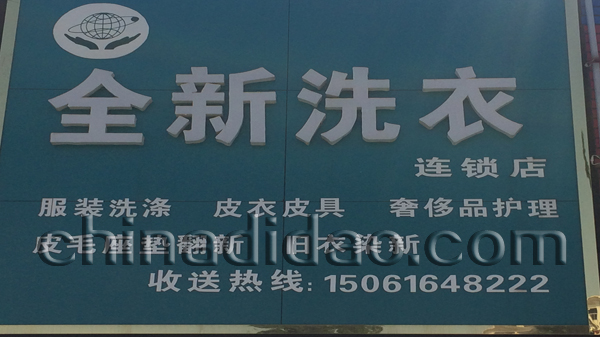 全新洗衣
连锁店
服装洗涤 皮衣皮具 奢侈品护理
皮毛座垫翻新 旧衣染新
chinadidao.com
收送热线: 15061648222